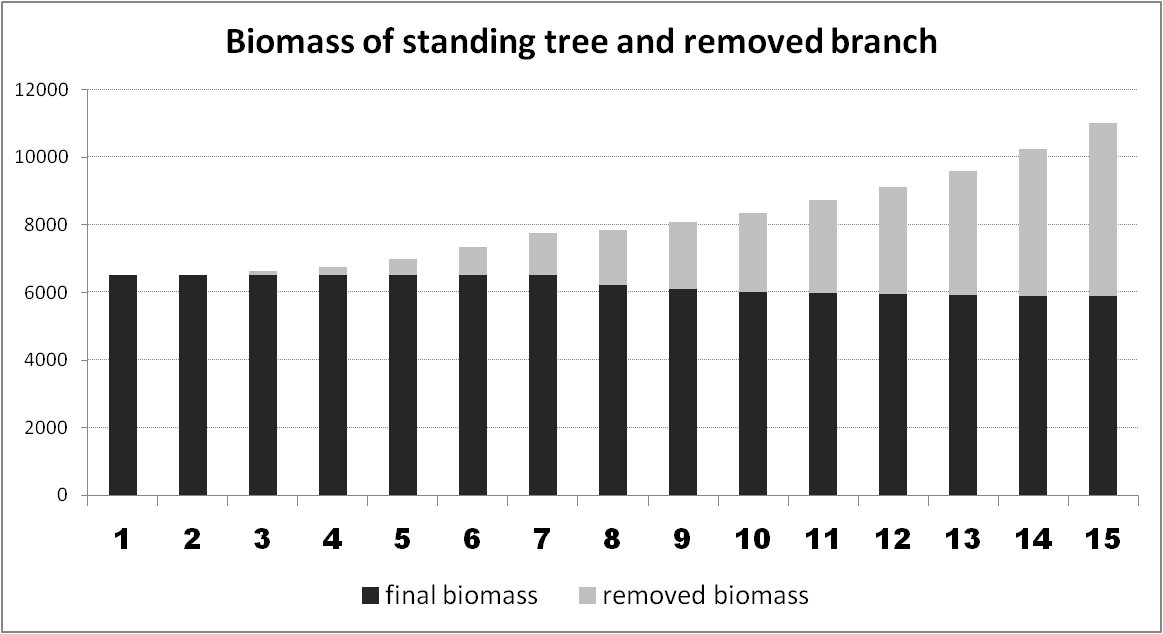 Biomass of standing tree and removed branch
12000
10000
8000
6000
4000
2000
0
1 2 3 4 5 6 7 8 9 10 11 12 13 14 15
final biomass removed biomass